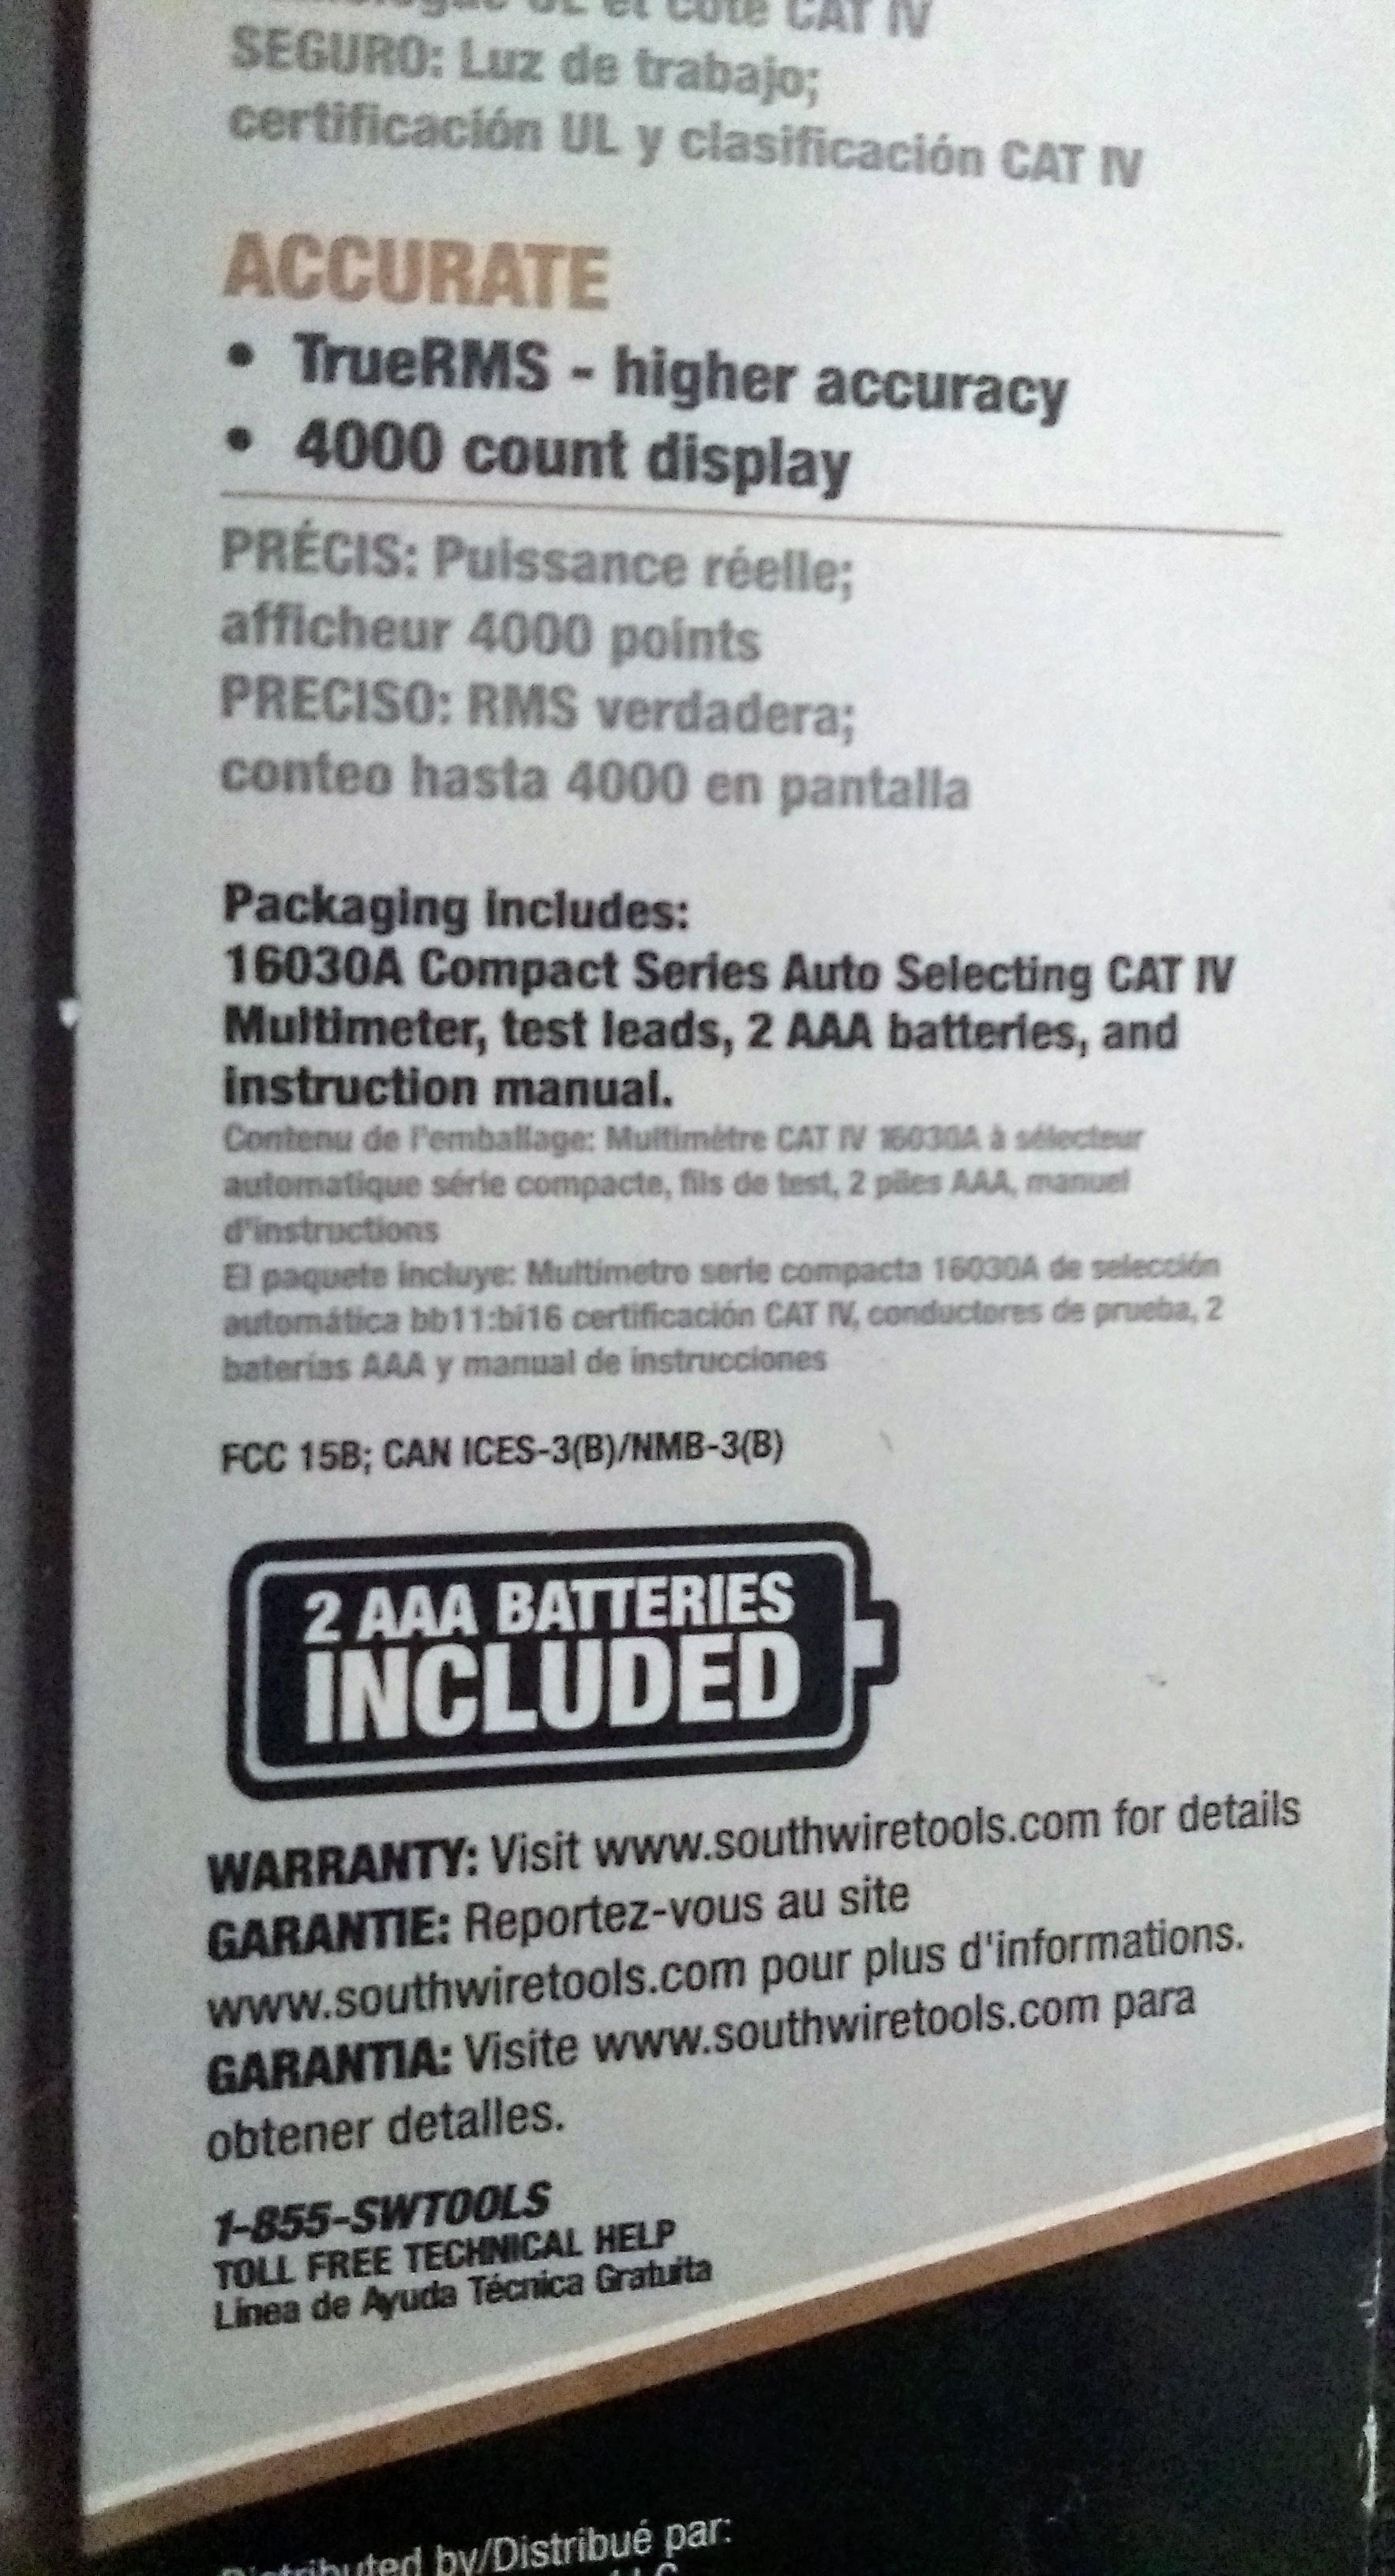 et cote CAT IV
SEGURO: Luz de trabajo;
certificación UL y clasificación CAT IV
ACCURATE
• TrueRMS - higher accuracy
• 4000 count display
PRÉCIS: Puissance réelle;
afficheur 4000 points
PRECISO: RMS verdadera;
conteo hasta 4000 en pantalla
Packaging includes:
16030A Compact Series Auto Selecting CAT IV
Multimeter, test leads, 2 AAA batteries, and
instruction manual.
Contenu de l'emballage: Multimètre CAT IV 16030A à sélecteur
automatique série compacte, fils de test, 2 piles AAA, manuel
d'instructions
El paquete incluye: Multímetro serie compacta 16030A de selección
automática bb11:bi16 certificación CAT IV, conductores de prueba, 2
baterías AAA y manual de instrucciones
FCC 15B; CAN ICES-3(B)/NMB-3(B)
2 AAA BATTERIES
INCLUDED
WARRANTY: Visit www.southwiretools.com for details
GARANTIE: Reportez-vous au site
www.southwiretools.com pour plus d'informations.
GARANTIA: Visite www.southwiretools.com para
obtener detalles.
1-855-SWTOOLS
TOLL FREE TECHNICAL HELP
Línea de Ayuda Técnica Gratuita
Distributed by/Distribué par: